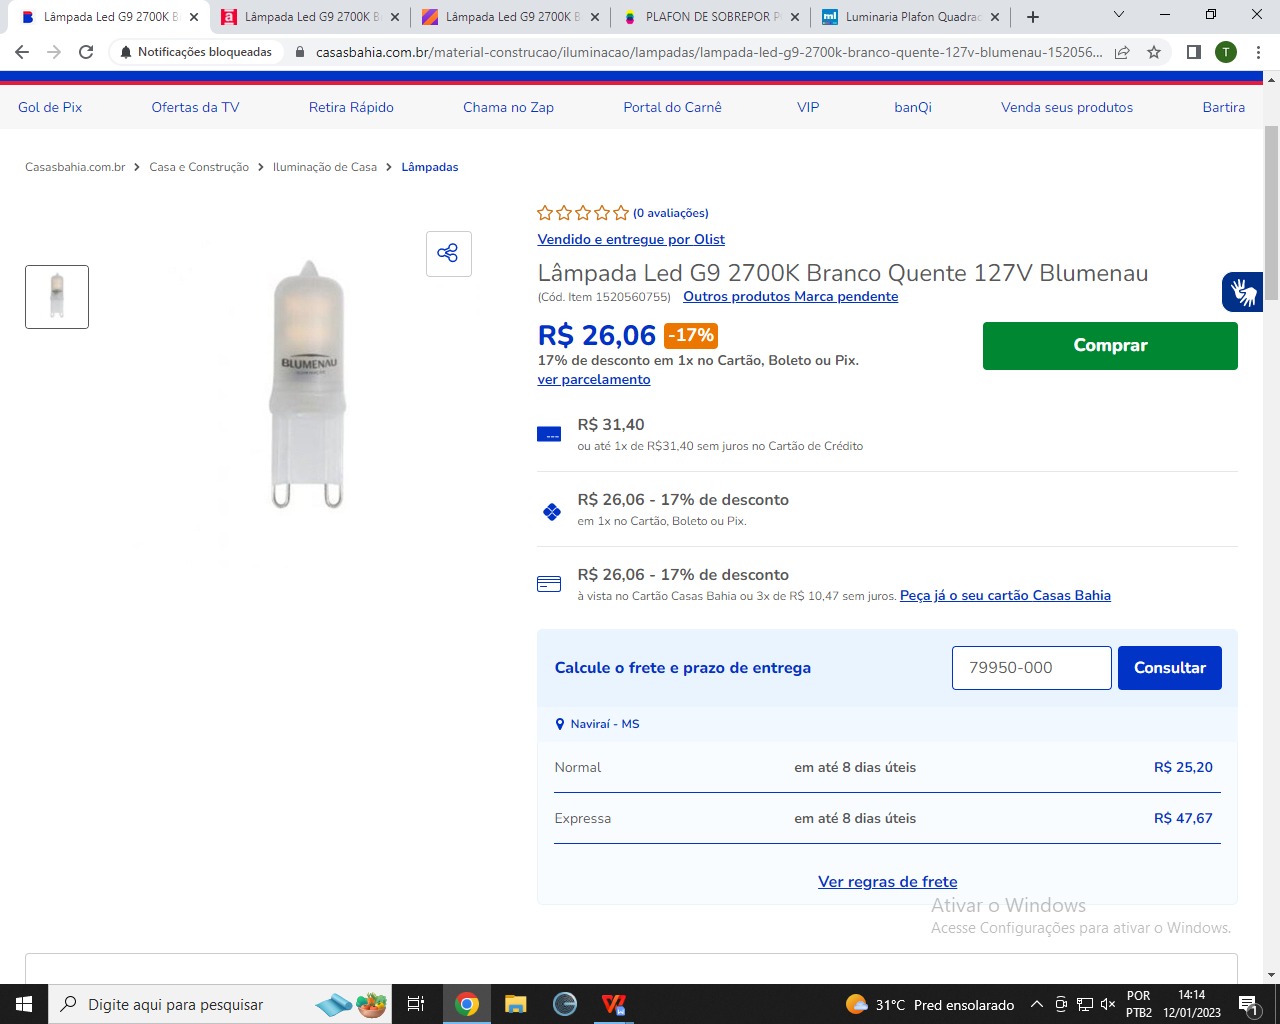 Lâmpada Led G9 2700K B
Lâmpada Led G9 2700K B
Lâmpada Led G9 2700K B
PLAFON DE SOBREPOR P
Luminaria Plafon Quadrad
Notificações bloqueadas
casasbahia.com.br/material-construcao/iluminacao/lampadas/lampada-led-g9-2700k-branco-quente-127v-blumenau-152056...
T
Gol de Pix
Ofertas da TV
Retira Rápido
Chama no Zap
Portal do Carnê
VIP
banQi
Venda seus produtos
Bartira
Casasbahia.com.br > Casa e Construção > Iluminação de Casa > Lâmpadas
(0 avaliações)
Vendido e entregue por Olist
Lâmpada Led G9 2700K Branco Quente 127V Blumenau
(Cód. Item 1520560755) Outros produtos Marca pendente
R$ 26,06 -17%
17% de desconto em 1x no Cartão, Boleto ou Pix.
ver parcelamento
Comprar
BLUMENAU
R$ 31,40
ou até 1x de R$31,40 sem juros no Cartão de Crédito
R$ 26,06 - 17% de desconto
em 1x no Cartão, Boleto ou Pix.
R$ 26,06 - 17% de desconto
à vista no Cartão Casas Bahia ou 3x de R$ 10,47 sem juros. Peça já o seu cartão Casas Bahia
Calcule o frete e prazo de entrega
79950-000
Consultar
Naviraí - MS
Normal em até 8 dias úteis R$ 25,20
Expressa em até 8 dias úteis R$ 47,67
Ver regras de frete
Ativar o Windows
Acesse Configurações para ativar o Windows.
Digite aqui para pesquisar
31°C Pred ensolarado
POR
PTB2
14:14
12/01/2023
1